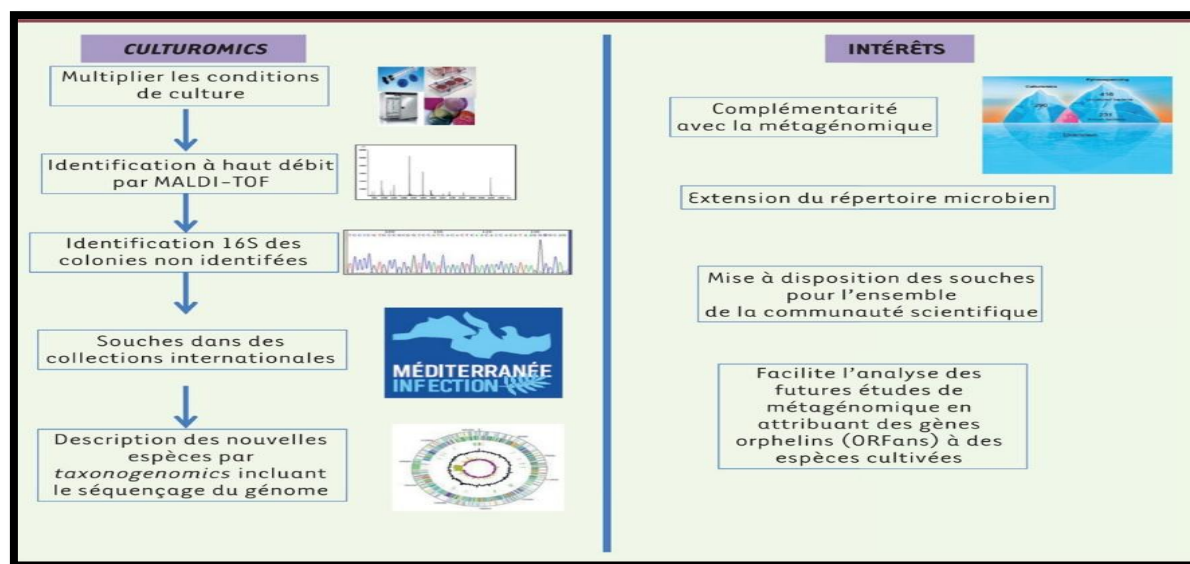 CULTUROMICS
Multiplier les conditions
de culture
Identification à haut débit
par MALDI-TOF
Identification 16S des
colonies non identifées
Souches dans des
collections internationales
MÉDITERRANÉE
INFECTION
Description des nouvelles
espèces par
taxonogenomics incluant
le séquençage du génome
INTÉRÊTS
Complémentarité
avec la métagénomique
Extension du répertoire microbien
Mise à disposition des souches
pour l'ensemble
de la communauté scientifique
Facilite l'analyse des
futures études de
métagénomique en
attribuant des gènes
orphelins (ORFans) à des
espèces cultivées